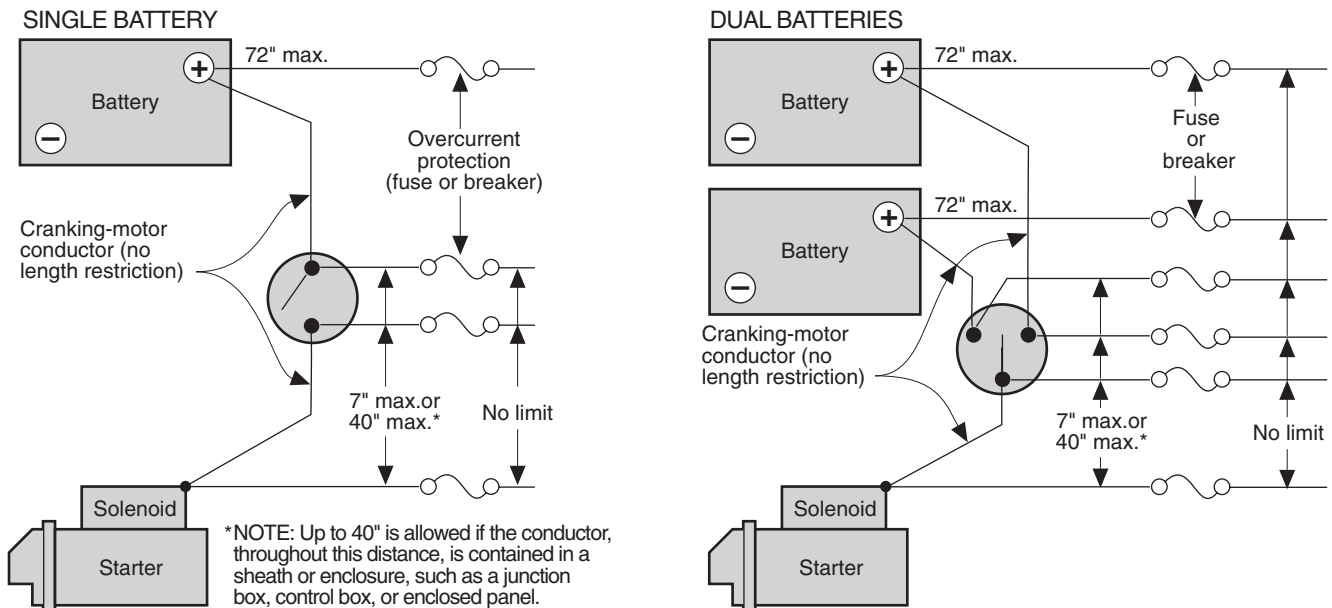 SINGLE BATTERY
72" max.
+
Battery
−
Overcurrent
protection
(fuse or breaker)
Cranking-motor
conductor (no
length restriction)
7" max.or
40" max.*
No limit
Solenoid
Starter
*NOTE: Up to 40" is allowed if the conductor,
throughout this distance, is contained in a
sheath or enclosure, such as a junction
box, control box, or enclosed panel.
DUAL BATTERIES
72" max.
+
Battery
−
Fuse
or
breaker
72" max.
+
Battery
−
Cranking-motor
conductor (no
length restriction)
7" max.or
40" max.*
No limit
Solenoid
Starter